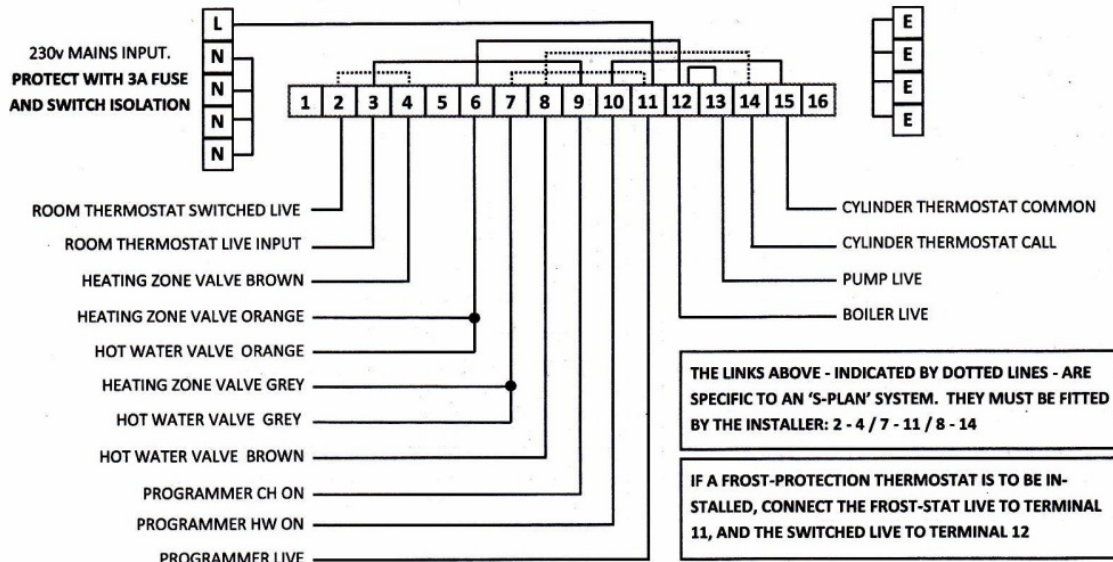 L
N
N
N
N
230v MAINS INPUT.
PROTECT WITH 3A FUSE
AND SWITCH ISOLATION
E
E
E
E
1 2 3 4 5 6 7 8 9 10 11 12 13 14 15 16
ROOM THERMOSTAT SWITCHED LIVE
ROOM THERMOSTAT LIVE INPUT
HEATING ZONE VALVE BROWN
HEATING ZONE VALVE ORANGE
HOT WATER VALVE ORANGE
HEATING ZONE VALVE GREY
HOT WATER VALVE GREY
HOT WATER VALVE BROWN
PROGRAMMER CH ON
PROGRAMMER HW ON
PROGRAMMER LIVE
CYLINDER THERMOSTAT COMMON
CYLINDER THERMOSTAT CALL
PUMP LIVE
BOILER LIVE
THE LINKS ABOVE - INDICATED BY DOTTED LINES - ARE
SPECIFIC TO AN ‘S-PLAN’ SYSTEM. THEY MUST BE FITTED
BY THE INSTALLER: 2 - 4 / 7 - 11 / 8 - 14
IF A FROST-PROTECTION THERMOSTAT IS TO BE IN-
STALLED, CONNECT THE FROST-STAT LIVE TO TERMINAL
11, AND THE SWITCHED LIVE TO TERMINAL 12